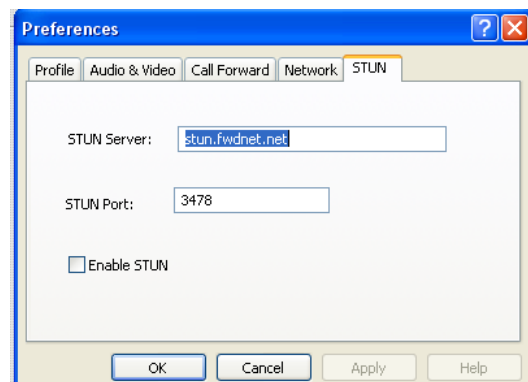 Preferences
Profile Audio & Video Call Forward Network STUN
STUN Server: stun.fwdnet.net
STUN Port: 3478
Enable STUN
OK Cancel Apply Help